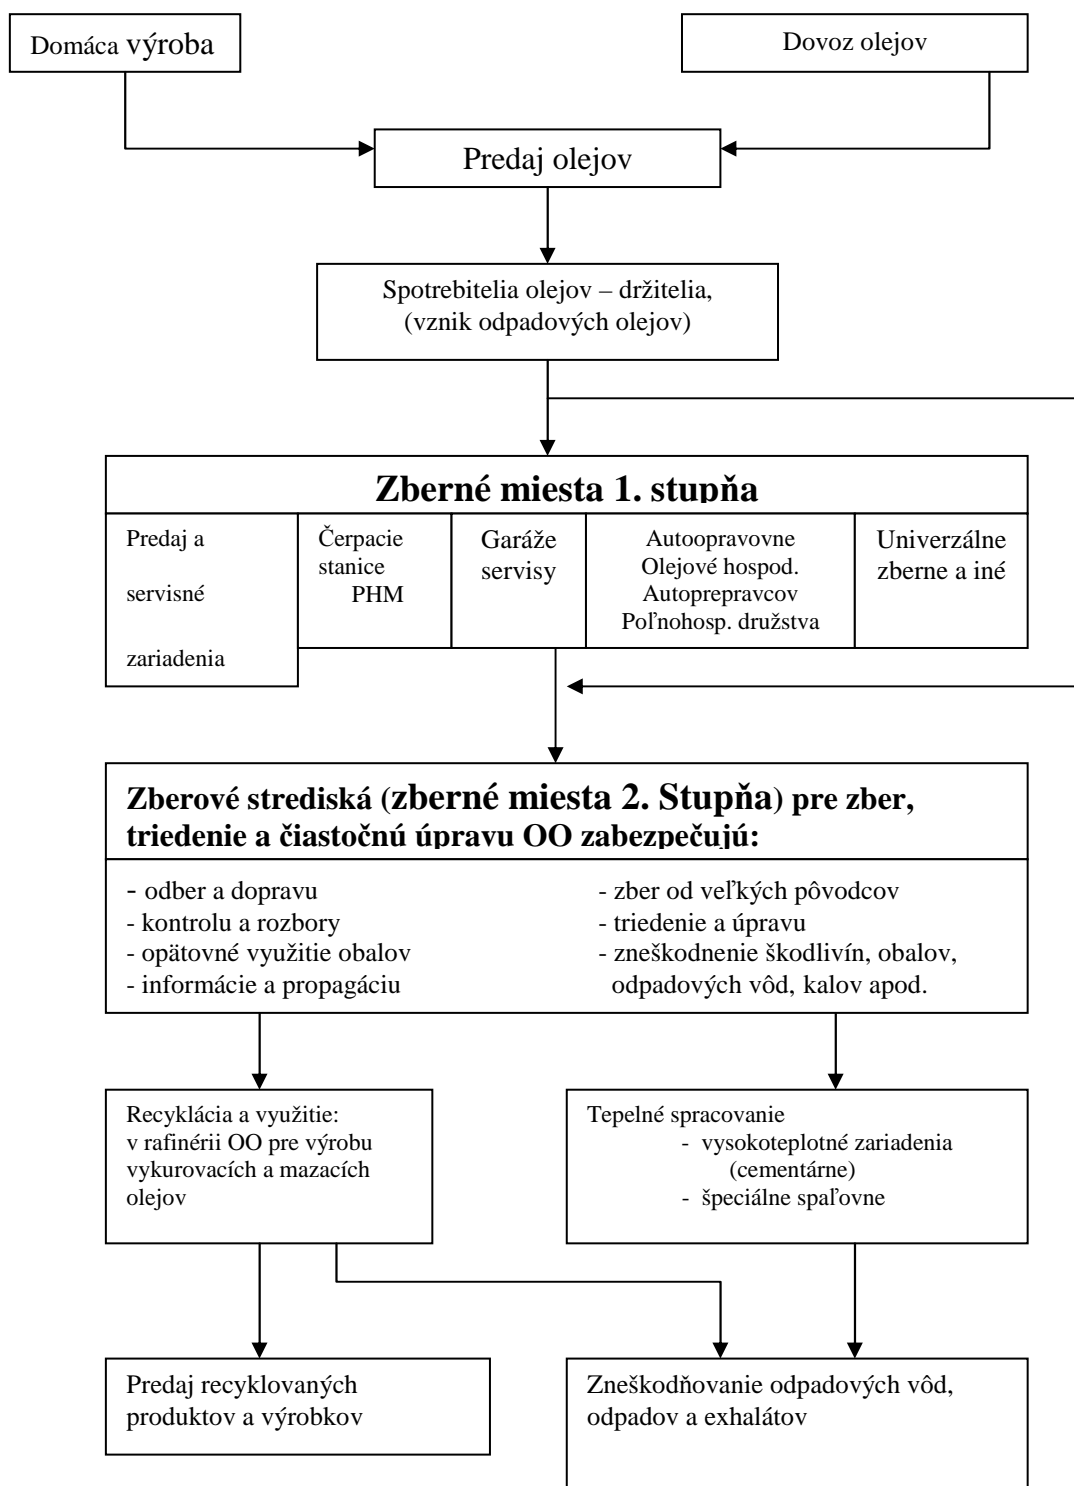 Domáca výroba
Dovoz olejov
Predaj olejov
Spotrebitelia olejov – držitelia,
(vznik odpadových olejov)
Zberné miesta 1. stupňa
Predaj a
servisné
zariadenia
Čerpacie
stanice
PHM
Garáže
servisy
Autoopravovne
Olejové hospod.
Autoprepravcov
Poľnohosp. družstva
Univerzálne
zberne a iné
Zberové strediská (zberné miesta 2. Stupňa) pre zber,
triedenie a čiastočnú úpravu OO zabezpečujú:
- odber a dopravu
- kontrolu a rozbory
- opätovné využitie obalov
- informácie a propagáciu
- zber od veľkých pôvodcov
- triedenie a úpravu
- zneškodnenie škodlivín, obalov,
odpadových vôd, kalov apod.
Recyklácia a využitie:
v rafinérii OO pre výrobu
vykurovacích a mazacích
olejov
Tepelné spracovanie
- vysokoteplotné zariadenia
(cementárne)
- špeciálne spaľovne
Predaj recyklovaných
produktov a výrobkov
Zneškodňovanie odpadových vôd,
odpadov a exhalátov